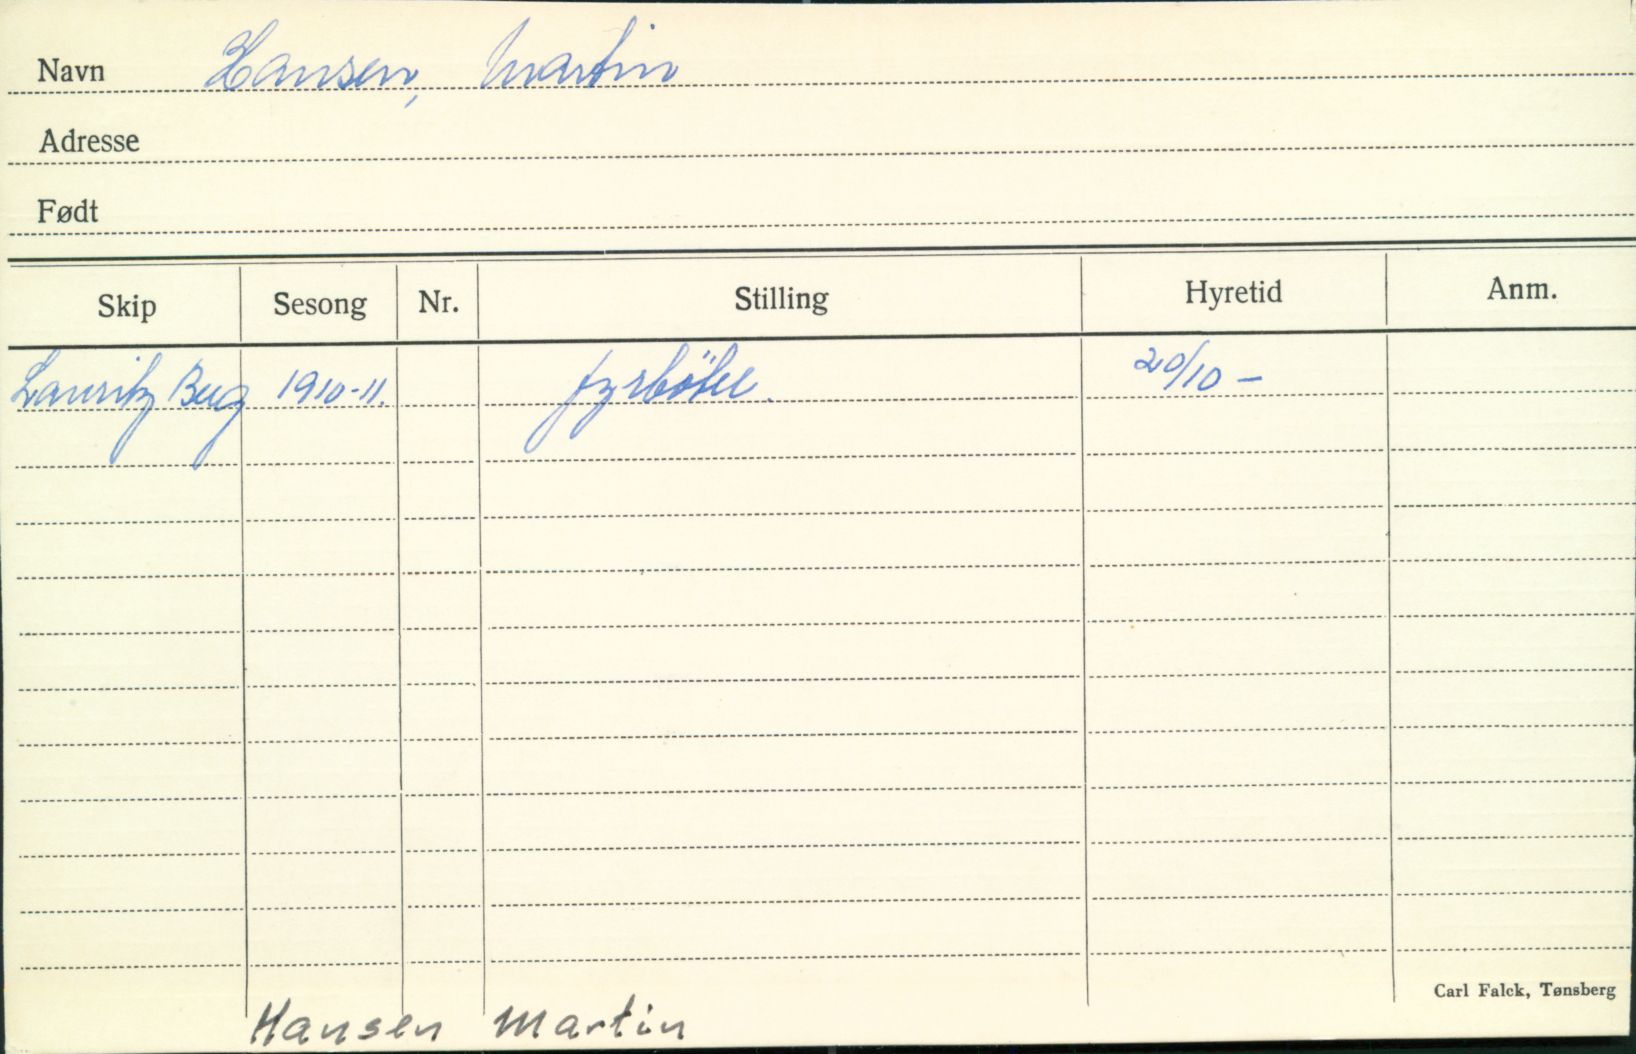 Navn Hansen, Martin
Adresse
Født
Skip Sesong Nr. Stilling Hyretid Anm.
Lauritz Berg 1910-11. fyrböter. 20/10 -
Carl Falck, Tønsberg
Hansen Martin